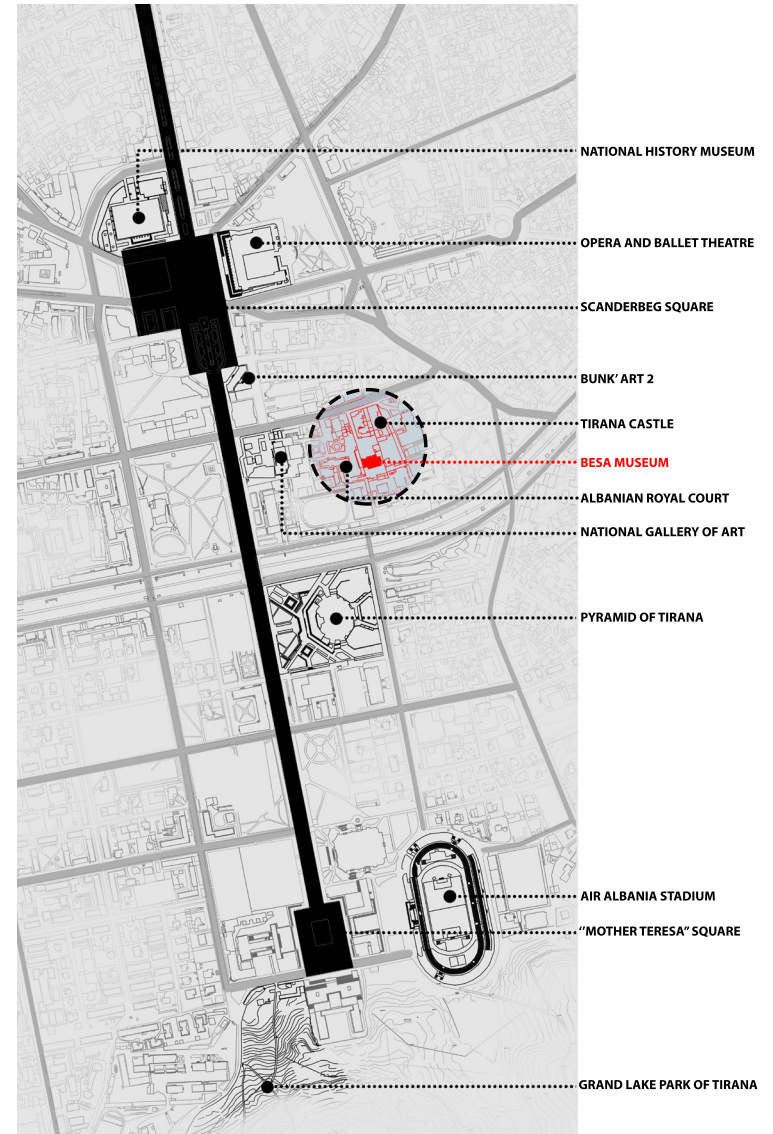 NATIONAL HISTORY MUSEUM
OPERA AND BALLET THEATRE
SCANDERBEG SQUARE
BUNK' ART 2
TIRANA CASTLE
BESA MUSEUM
ALBANIAN ROYAL COURT
NATIONAL GALLERY OF ART
PYRAMID OF TIRANA
AIR ALBANIA STADIUM
‘’MOTHER TERESA” SQUARE
GRAND LAKE PARK OF TIRANA